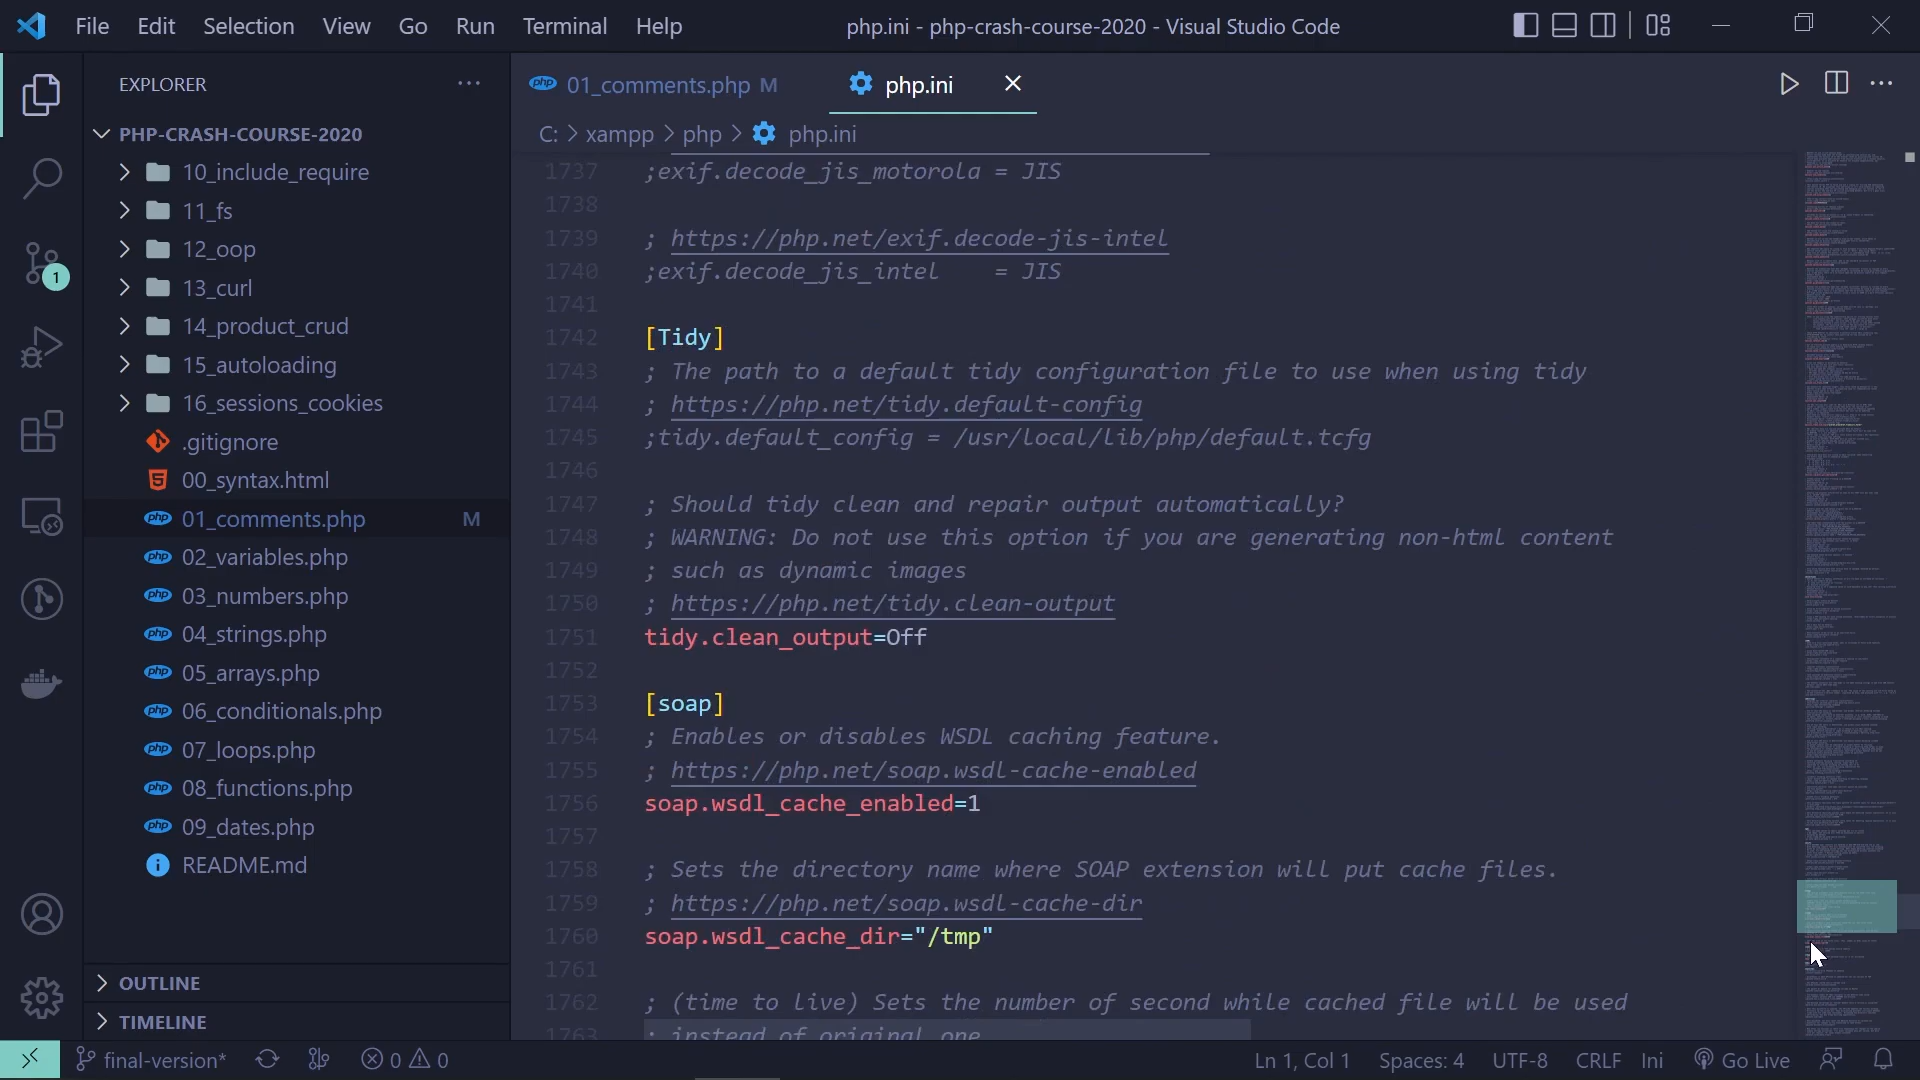 File Edit Selection View Go Run Terminal Help
php.ini - php-crash-course-2020 - Visual Studio Code
EXPLORER
PHP-CRASH-COURSE-2020
10_include_require
11_fs
12_oop
13_curl
14_product_crud
15_autoloading
16_sessions_cookies
.gitignore
00_syntax.html
01_comments.php M
02_variables.php
03_numbers.php
04_strings.php
05_arrays.php
06_conditionals.php
07_loops.php
08_functions.php
09_dates.php
README.md
OUTLINE
TIMELINE
1
01_comments.php M
php.ini
C: > xampp > php > php.ini
1737 ;exif.decode_jis_motorola = JIS
1738
1739 ; https://php.net/exif.decode-jis-intel
1740 ;exif.decode_jis_intel    = JIS
1741
1742 [Tidy]
1743 ; The path to a default tidy configuration file to use when using tidy
1744 ; https://php.net/tidy.default-config
1745 ;tidy.default_config = /usr/local/lib/php/default.tcfg
1746
1747 ; Should tidy clean and repair output automatically?
1748 ; WARNING: Do not use this option if you are generating non-html content
1749 ; such as dynamic images
1750 ; https://php.net/tidy.clean-output
1751 tidy.clean_output=Off
1752
1753 [soap]
1754 ; Enables or disables WSDL caching feature.
1755 ; https://php.net/soap.wsdl-cache-enabled
1756 soap.wsdl_cache_enabled=1
1757
1758 ; Sets the directory name where SOAP extension will put cache files.
1759 ; https://php.net/soap.wsdl-cache-dir
1760 soap.wsdl_cache_dir="/tmp"
1761
1762 ; (time to live) Sets the number of second while cached file will be used
1763 ; instead of original one
final-version* 0 0
Ln 1, Col 1 Spaces: 4 UTF-8 CRLF Ini Go Live